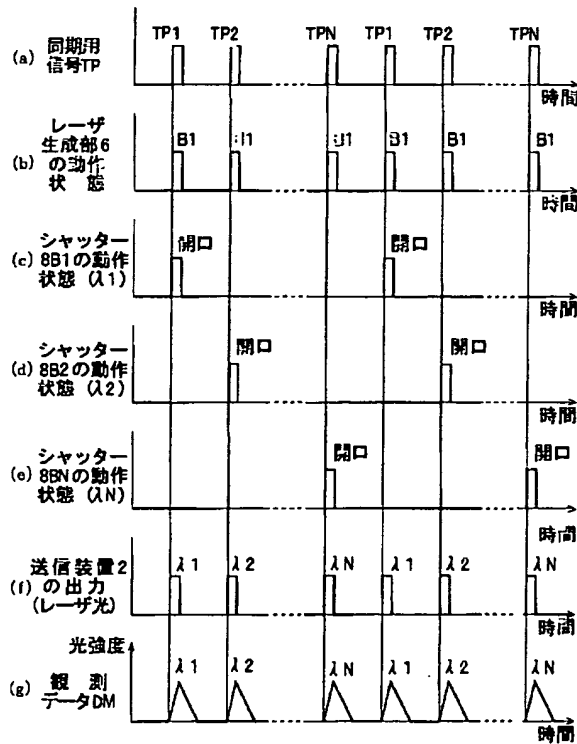 TP1 TP2 TPN TP1 TP2 TPN
(a) 同期用
信号TP
時間
レーザ
生成部6
(b) の動作
状態
B1 B1 B1 B1 B1
時間
シャッター
(c) 8B1の動作
状態 (λ1)
開口 開口
時間
シャッター
(d) 8B2の動作
状態 (λ2)
開口 開口
時間
シャッター
(e) 8BNの動作
状態 (λN)
開口 開口
時間
送信装置2
(f) の出力
(レーザ光)
λ1 λ2 λN λ1 λ2 λN
時間
光強度
(g) 観測
データDM
λ1 λ2 λN λ1 λ2 λN
時間